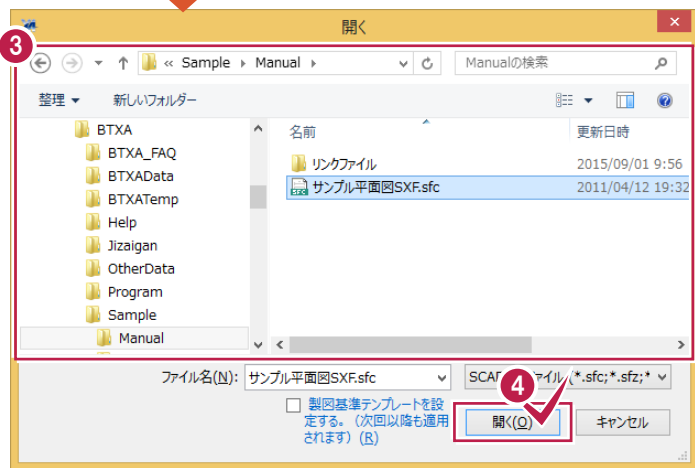 開く
3
« Sample ▸ Manual ▸
Manualの検索
整理 ▼ 新しいフォルダー
BTXA
BTXA_FAQ
BTXAData
BTXATemp
Help
Jizaigan
OtherData
Program
Sample
Manual
名前 更新日時
リンクファイル 2015/09/01 9:56
サンプル平面図SXF.sfc 2011/04/12 19:32
ファイル名(N): サンプル平面図SXF.sfc
(*.sfc;*.sfz;*
4
製図基準テンプレートを設
定する。（次回以降も適用
されます）(R)
開く(O) キャンセル